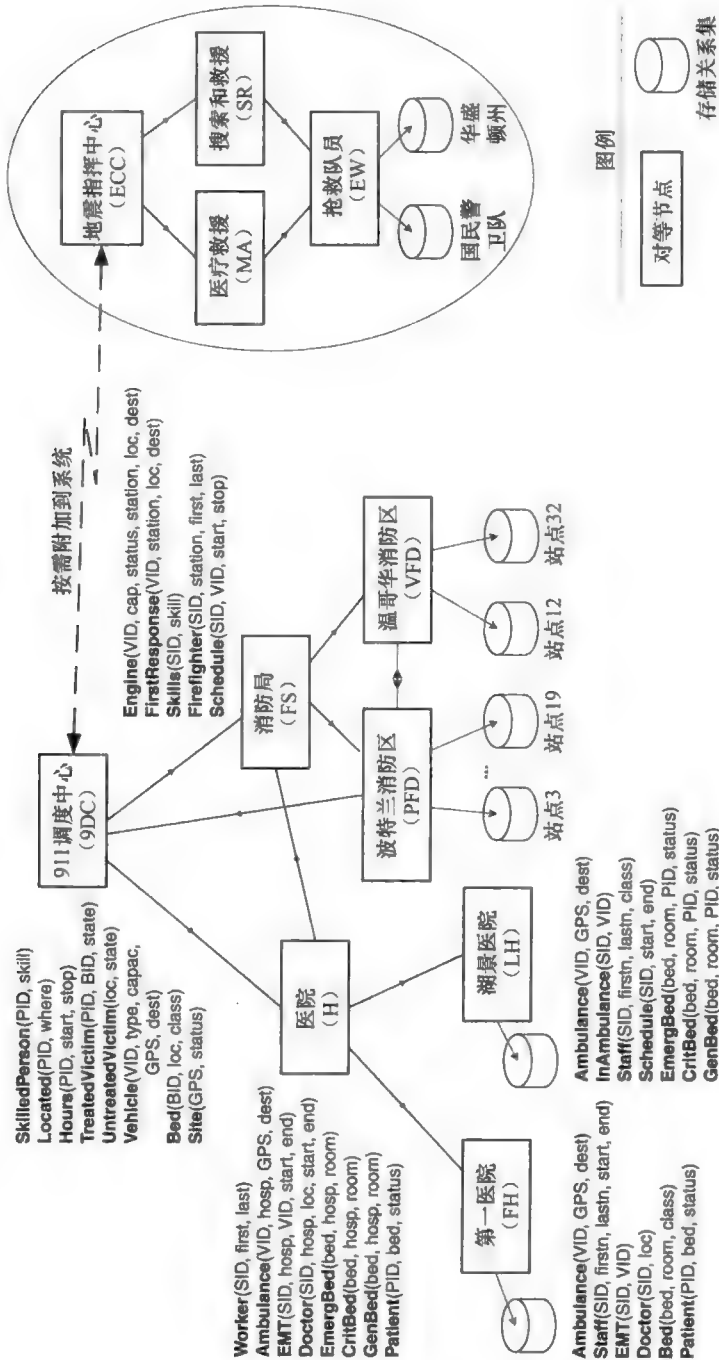 SkilledPerson(PID, skill)
Located(PID, where)
Hours(PID, start, stop)
TreatedVictim(PID, BID, state)
UntreatedVictim(loc, state)
Vehicle(VID, type, capac,
GPS, dest)
Bed(BID, loc, class)
Site(GPS, status)
911调度中心
(9DC)
按需附加到系统
地震指挥中心
(ECC)
医疗救援
(MA)
搜索和救援
(SR)
抢救队员
(EW)
国民警
卫队
华盛
顿州
Engine(VID, cap, status, station, loc, dest)
FirstResponse(VID, station, loc, dest)
Skills(SID, skill)
Firefighter(SID, station, first, last)
Schedule(SID, VID, start, stop)
消防局
(FS)
医院
(H)
Worker(SID, first, last)
Ambulance(VID, hosp, GPS, dest)
EMT(SID, hosp, VID, start, end)
Doctor(SID, hosp, loc, start, end)
EmergBed(bed, hosp, room)
CritBed(bed, hosp, room)
GenBed(bed, hosp, room)
Patient(PID, bed, status)
波特兰消防区
(PFD)
温哥华消防区
(VFD)
站点3
...
站点19
站点12
站点32
第一医院
(FH)
湖景医院
(LH)
Ambulance(VID, GPS, dest)
Staff(SID, firstn, lastn, start, end)
EMT(SID, VID)
Doctor(SID, loc)
Bed(bed, room, class)
Patient(PID, bed, status)
Ambulance(VID, GPS, dest)
InAmbulance(SID, VID)
Staff(SID, firstn, lastn, class)
Schedule(SID, start, end)
EmergBed(bed, room, PID, status)
CritBed(bed, room, PID, status)
GenBed(bed, room, PID, status)
图例
对等节点
存储关系集